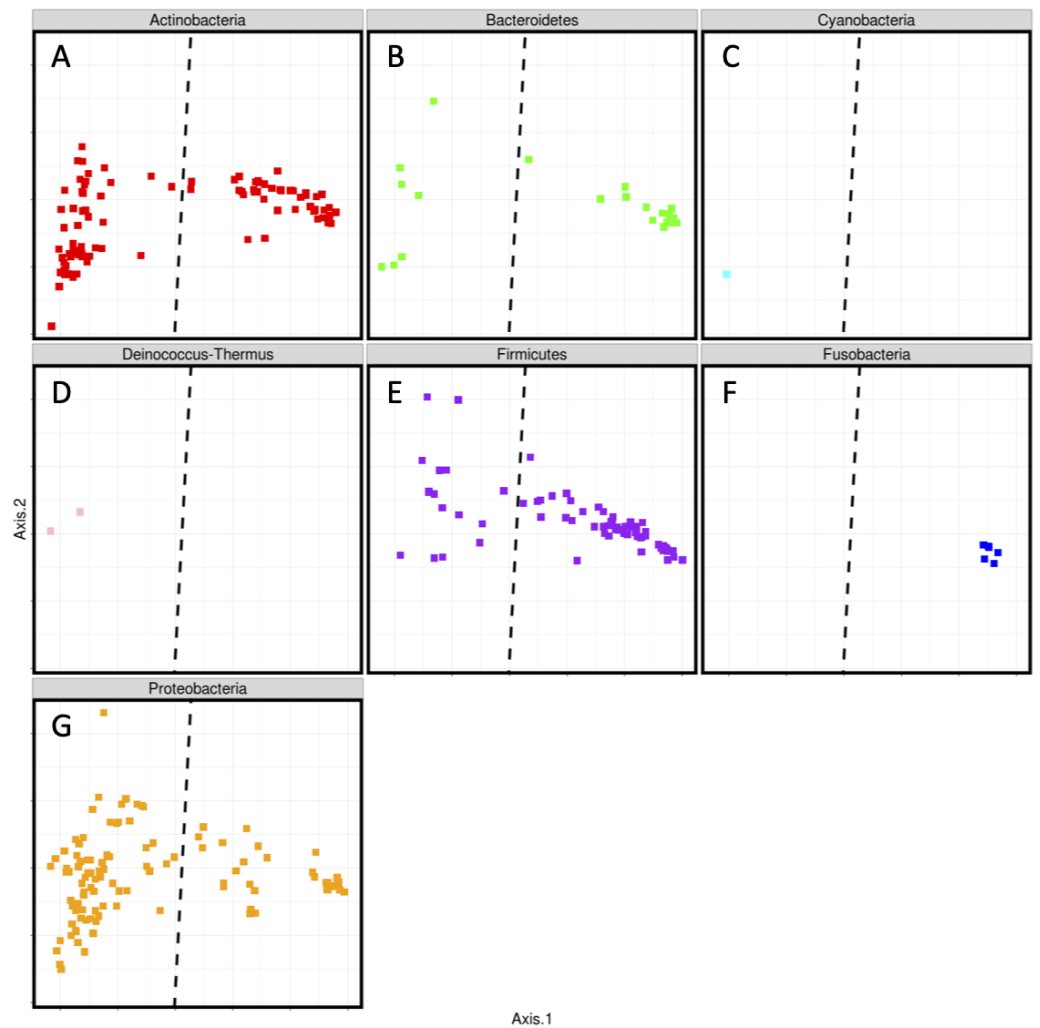 Actinobacteria
Bacteroidetes
Cyanobacteria
A
B
C
Deinococcus-Thermus
Firmicutes
Fusobacteria
D
E
F
Axis.2
Proteobacteria
G
Axis.1